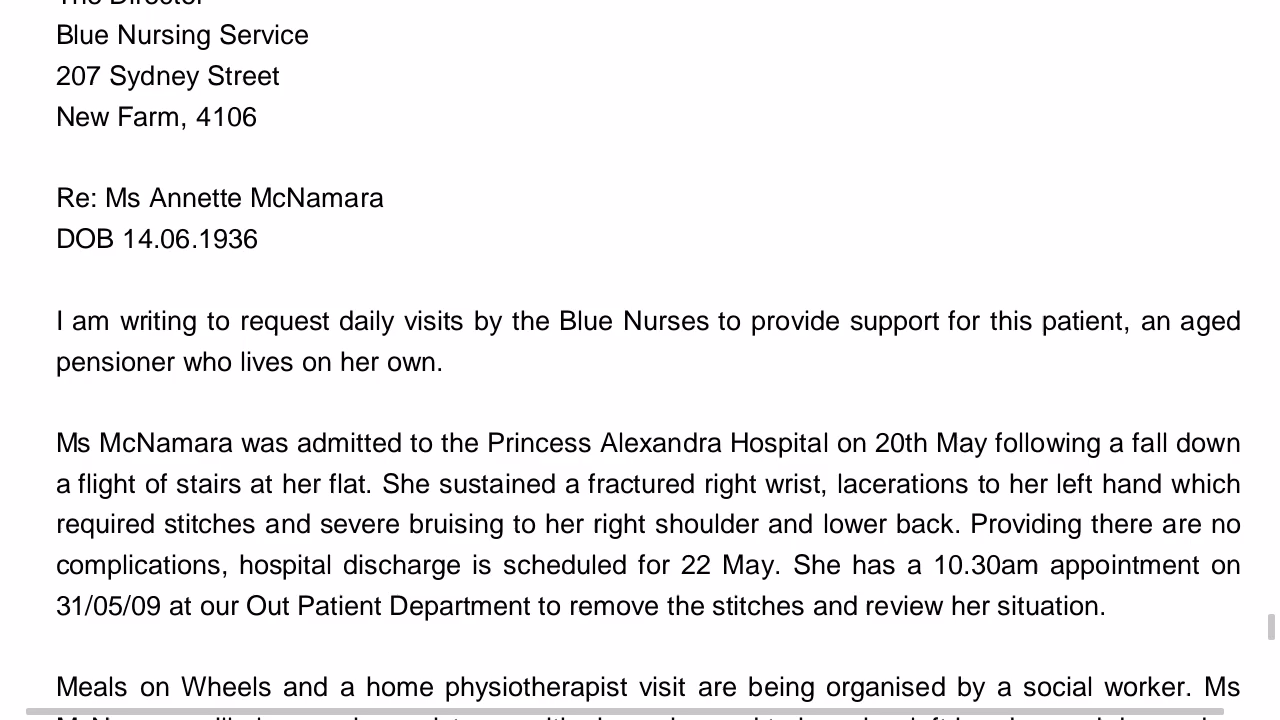 The Director
Blue Nursing Service
207 Sydney Street
New Farm, 4106
Re: Ms Annette McNamara
DOB 14.06.1936
I am writing to request daily visits by the Blue Nurses to provide support for this patient, an aged
pensioner who lives on her own.
Ms McNamara was admitted to the Princess Alexandra Hospital on 20th May following a fall down
a flight of stairs at her flat. She sustained a fractured right wrist, lacerations to her left hand which
required stitches and severe bruising to her right shoulder and lower back. Providing there are no
complications, hospital discharge is scheduled for 22 May. She has a 10.30am appointment on
31/05/09 at our Out Patient Department to remove the stitches and review her situation.
Meals on Wheels and a home physiotherapist visit are being organised by a social worker. Ms